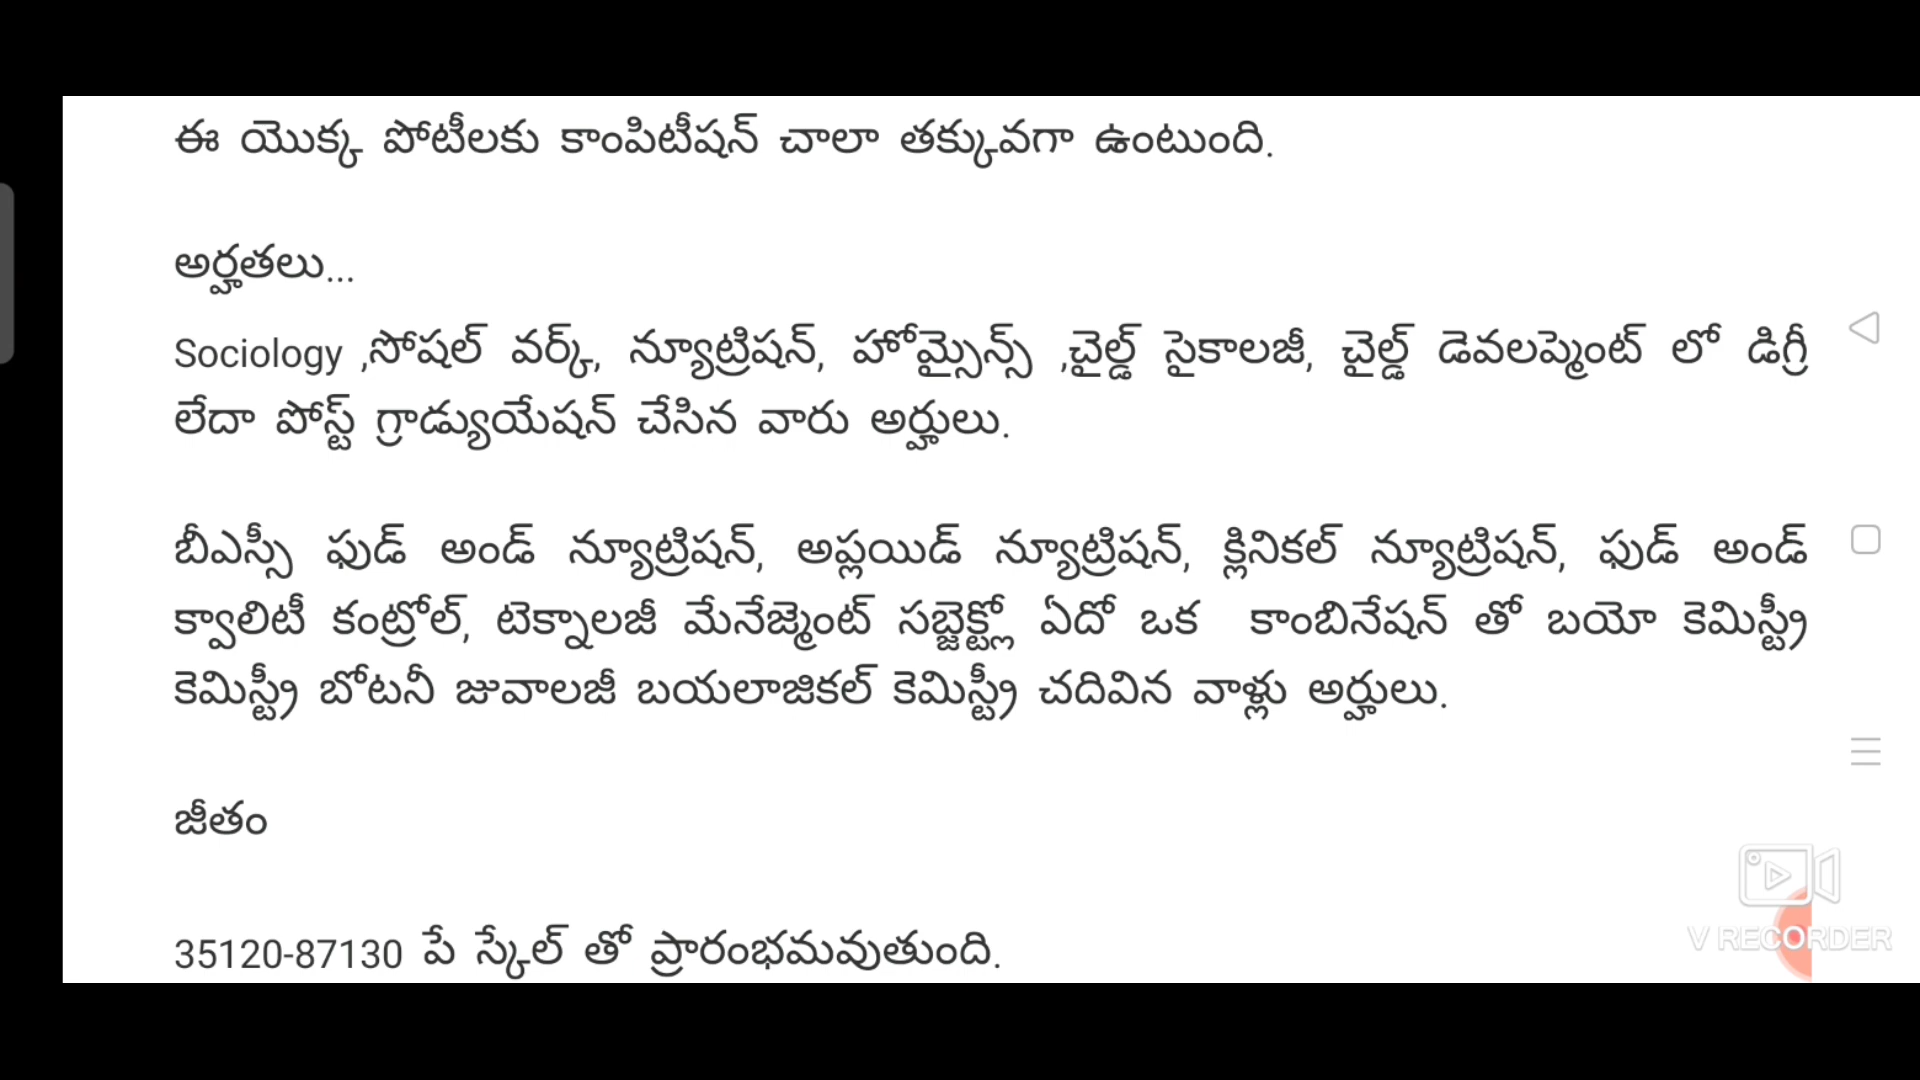 ఈ యొక్క పోటీలకు కాంపిటీషన్ చాలా తక్కువగా ఉంటుంది.
అర్హతలు...
Sociology ,సోషల్ వర్క్, న్యూట్రిషన్, హోమ్సైన్స్ ,చైల్డ్ సైకాలజీ, చైల్డ్ డెవలప్మెంట్ లో డిగ్రీ
లేదా పోస్ట్ గ్రాడ్యుయేషన్ చేసిన వారు అర్హులు.
బీఎస్సీ ఫుడ్ అండ్ న్యూట్రిషన్, అప్లయిడ్ న్యూట్రిషన్, క్లినికల్ న్యూట్రిషన్, ఫుడ్ అండ్
క్వాలిటీ కంట్రోల్, టెక్నాలజీ మేనేజ్మెంట్ సబ్జెక్ట్లో ఏదో ఒక కాంబినేషన్ తో బయో కెమిస్ట్రీ
కెమిస్ట్రీ బోటనీ జువాలజీ బయలాజికల్ కెమిస్ట్రీ చదివిన వాళ్లు అర్హులు.
జీతం
35120-87130 పే స్కేల్ తో ప్రారంభమవుతుంది.
V RECORDER